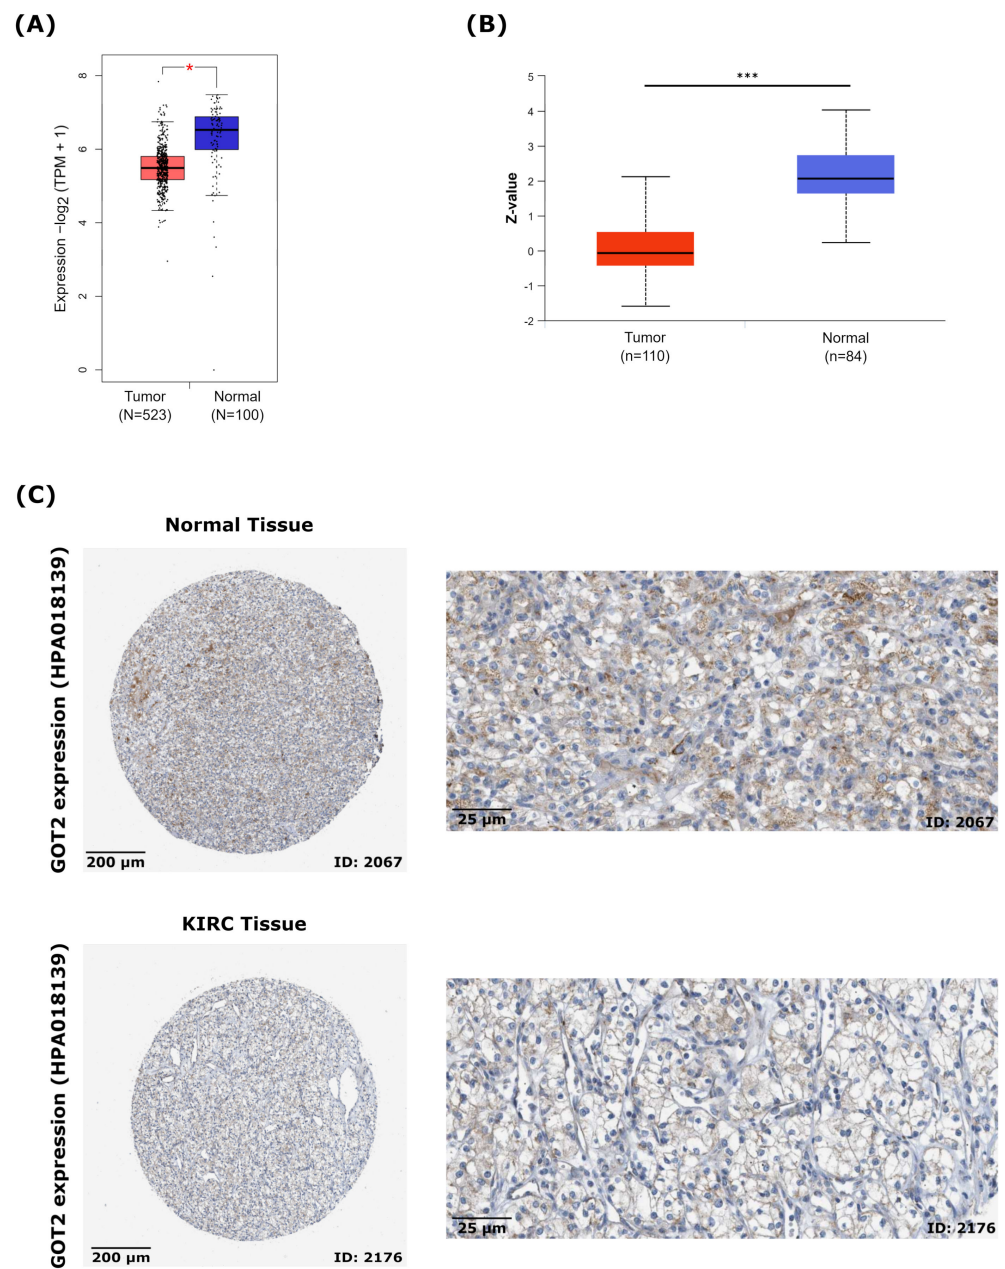 (A)
*
Expression −log2 (TPM + 1)
8
6
4
2
0
Tumor
(N=523)
Normal
(N=100)
(B)
***
Z-value
5
4
3
2
1
0
-1
-2
Tumor
(n=110)
Normal
(n=84)
(C)
Normal Tissue
GOT2 expression (HPA018139)
200 µm
ID: 2067
25 µm
ID: 2067
KIRC Tissue
GOT2 expression (HPA018139)
200 µm
ID: 2176
25 µm
ID: 2176